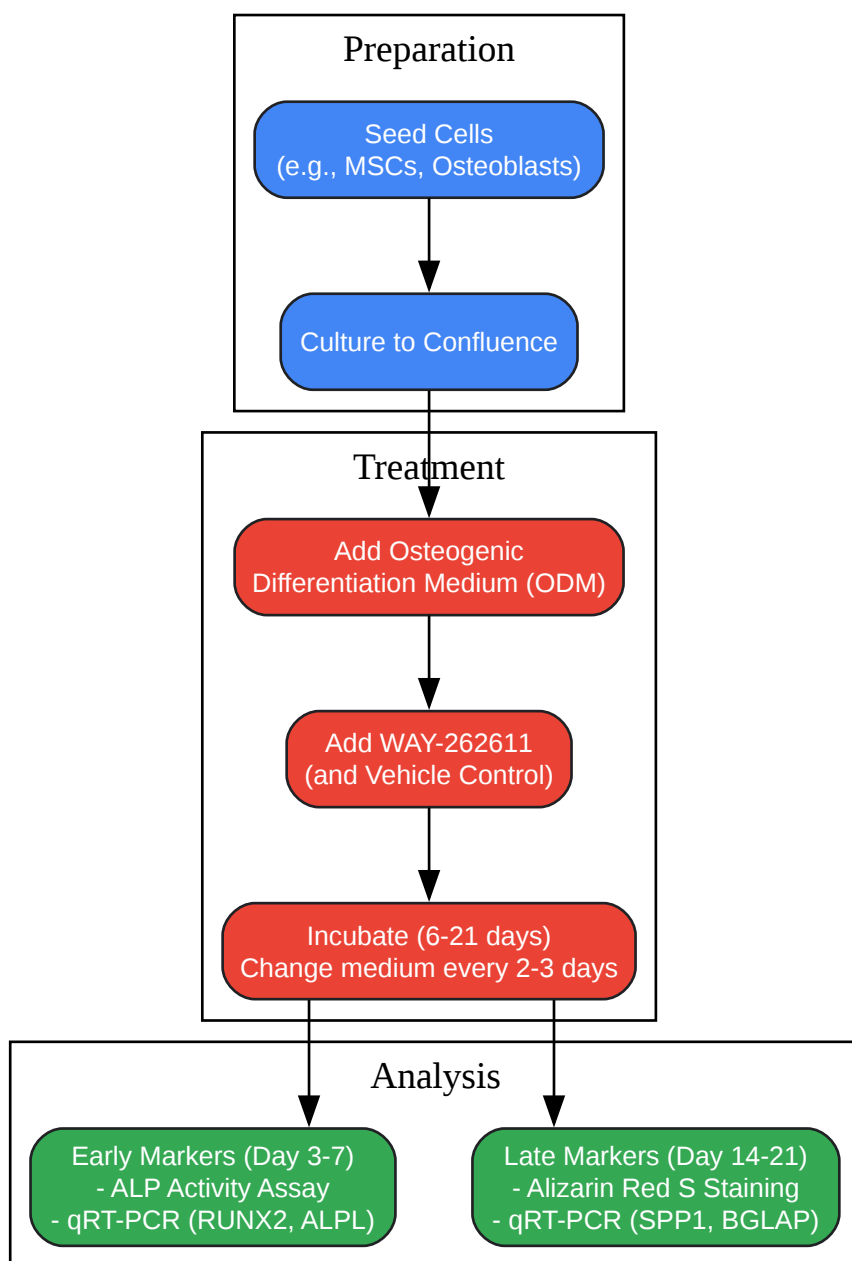 Preparation
Seed Cells
(e.g., MSCs, Osteoblasts)
Culture to Confluence
Treatment
Add Osteogenic
Differentiation Medium (ODM)
Add WAY-262611
(and Vehicle Control)
Incubate (6-21 days)
Change medium every 2-3 days
Analysis
Early Markers (Day 3-7)
- ALP Activity Assay
- qRT-PCR (RUNX2, ALPL)
Late Markers (Day 14-21)
- Alizarin Red S Staining
- qRT-PCR (SPP1, BGLAP)